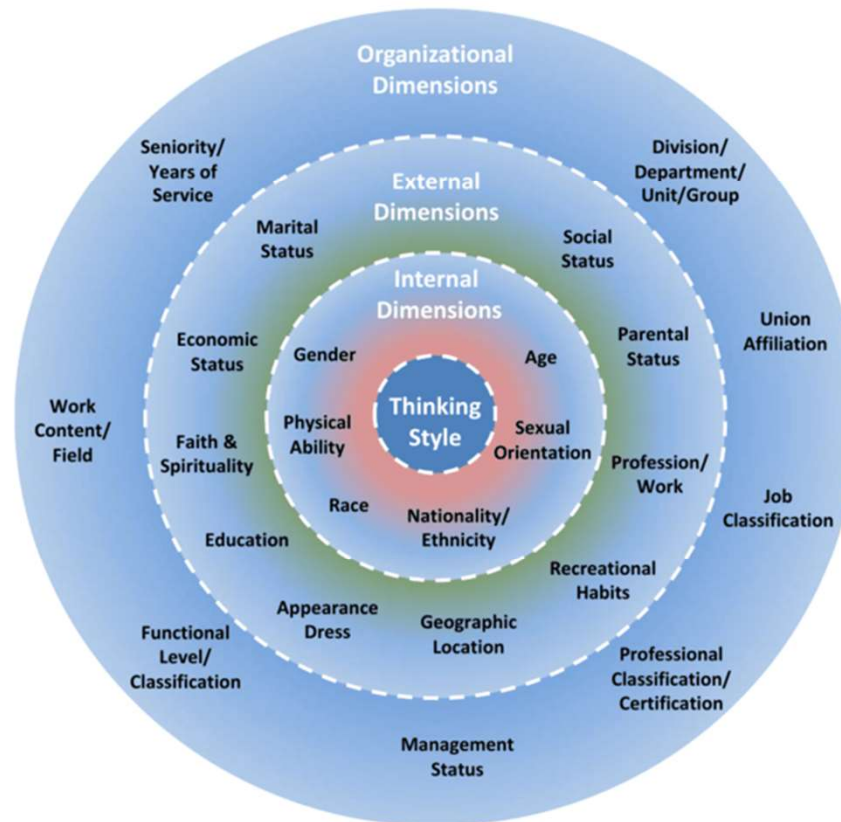 Organizational
Dimensions
Seniority/
Years of
Service
Division/
Department/
Unit/Group
External
Dimensions
Marital
Status
Social
Status
Internal
Dimensions
Economic
Status
Gender
Age
Parental
Status
Union
Affiliation
Work
Content/
Field
Faith &
Spirituality
Physical
Ability
Thinking
Style
Sexual
Orientation
Profession/
Work
Job
Classification
Race
Nationality/
Ethnicity
Education
Recreational
Habits
Appearance
Dress
Geographic
Location
Functional
Level/
Classification
Professional
Classification/
Certification
Management
Status